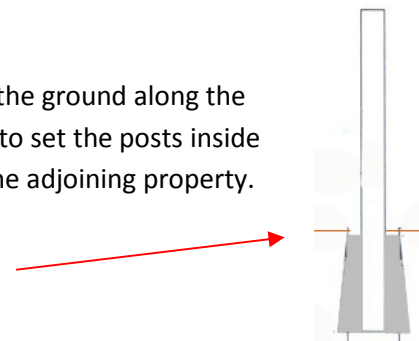 the ground along the
to set the posts inside
he adjoining property.